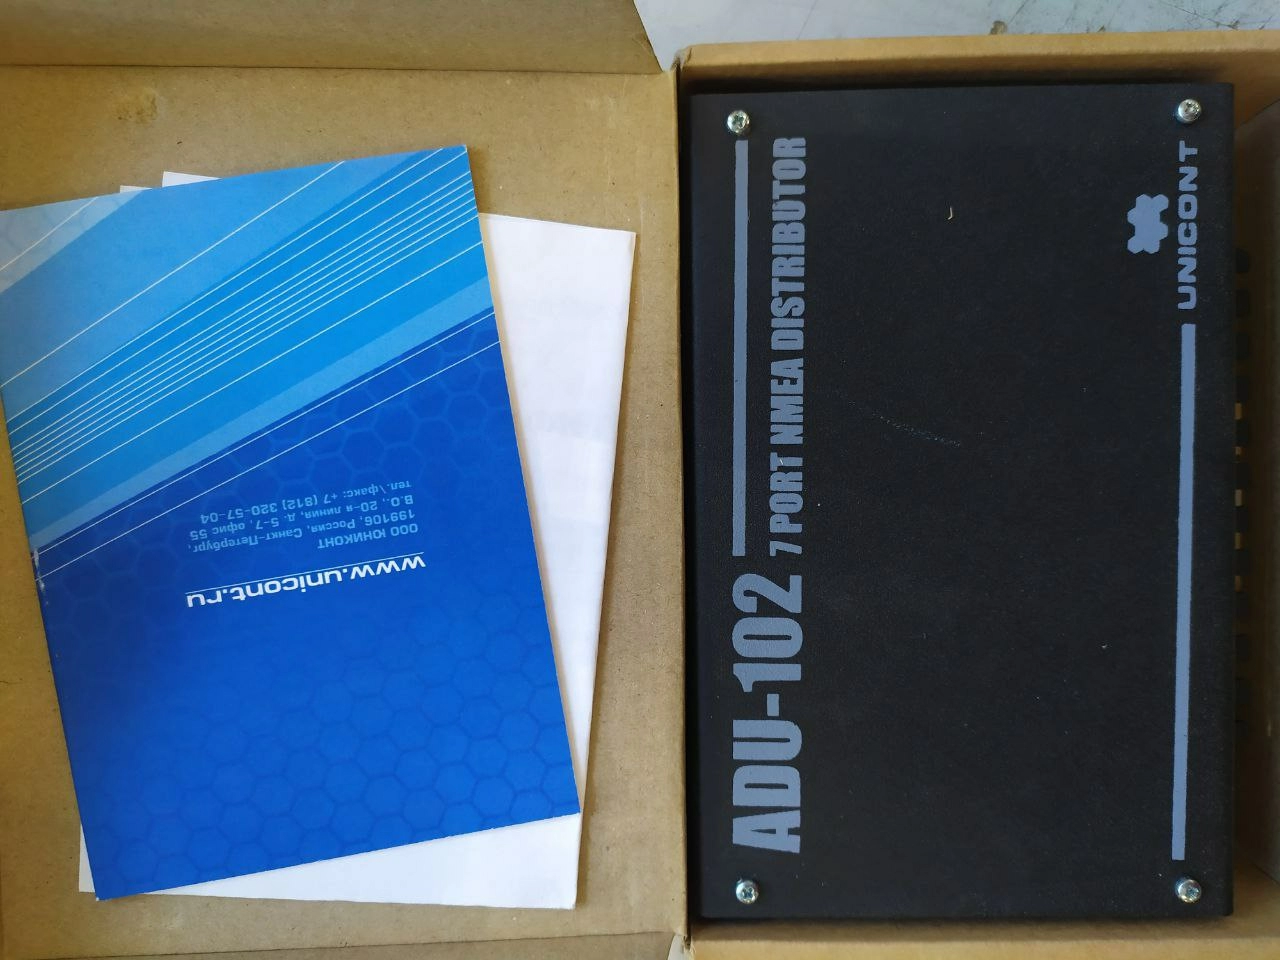 www.unicont.ru
ООО ЮНИКОНТ
199106, Россия, Санкт-Петербург,
В.О., 20-я линия, д. 5-7, офис 55
тел.\факс: +7 (812) 320-57-04
ADU-102 7 PORT NMEA DISTRIBUTOR
UNICONT